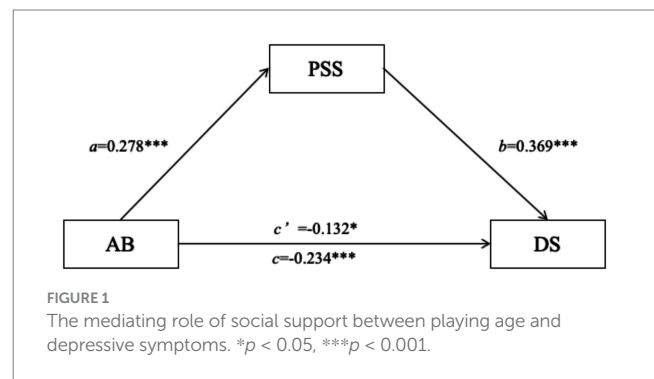 PSS
a=0.278***
b=0.369***
AB
c’ =-0.132*
c=-0.234***
DS
FIGURE 1
The mediating role of social support between playing age and
depressive symptoms. *p < 0.05, ***p < 0.001.